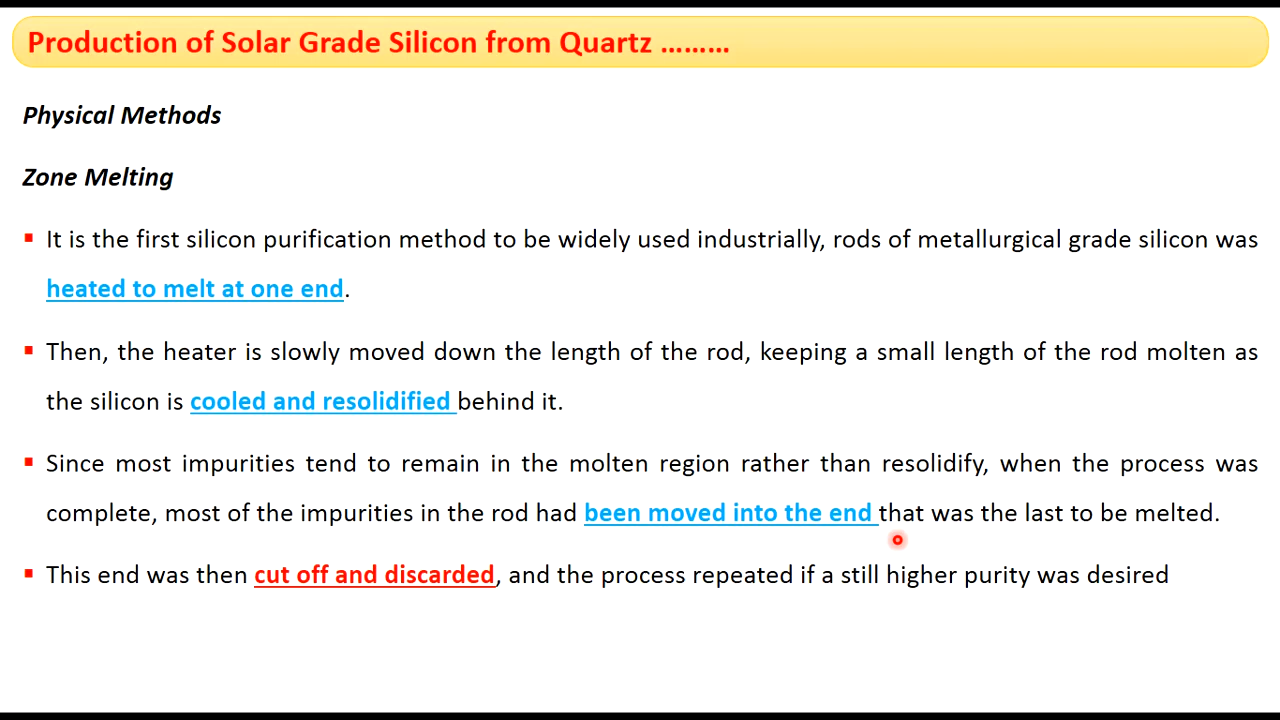 Production of Solar Grade Silicon from Quartz .........
Physical Methods
Zone Melting
▪ It is the first silicon purification method to be widely used industrially, rods of metallurgical grade silicon was
heated to melt at one end.
▪ Then, the heater is slowly moved down the length of the rod, keeping a small length of the rod molten as
the silicon is cooled and resolidified behind it.
▪ Since most impurities tend to remain in the molten region rather than resolidify, when the process was
complete, most of the impurities in the rod had been moved into the end that was the last to be melted.
▪ This end was then cut off and discarded, and the process repeated if a still higher purity was desired